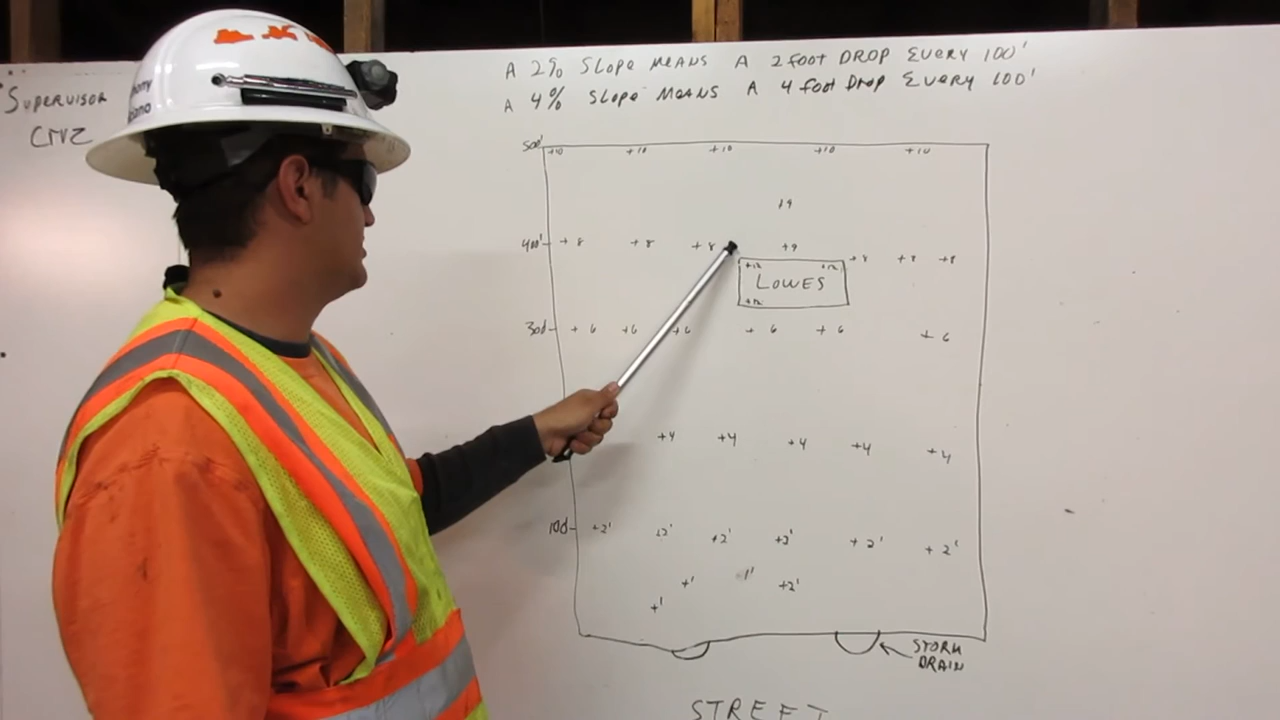 SUPERVISOR
CRUZ
A 2% SLOPE MEANS A 2 FOOT DROP EVERY 100'
A 4% SLOPE MEANS A 4 FOOT DROP EVERY 100'
500' +10 +10 +10 +10 +10
+9
400' +8 +8 +8 +9
+8 +8 +8
+12 +12
LOWES
+12
300 +6 +6 +6 +6 +6 +6
+4 +4 +4 +4 +4
100 +2' +2' +2' +2' +2' +2'
+1' 1' +2'
+1'
STORM
DRAIN
STREET